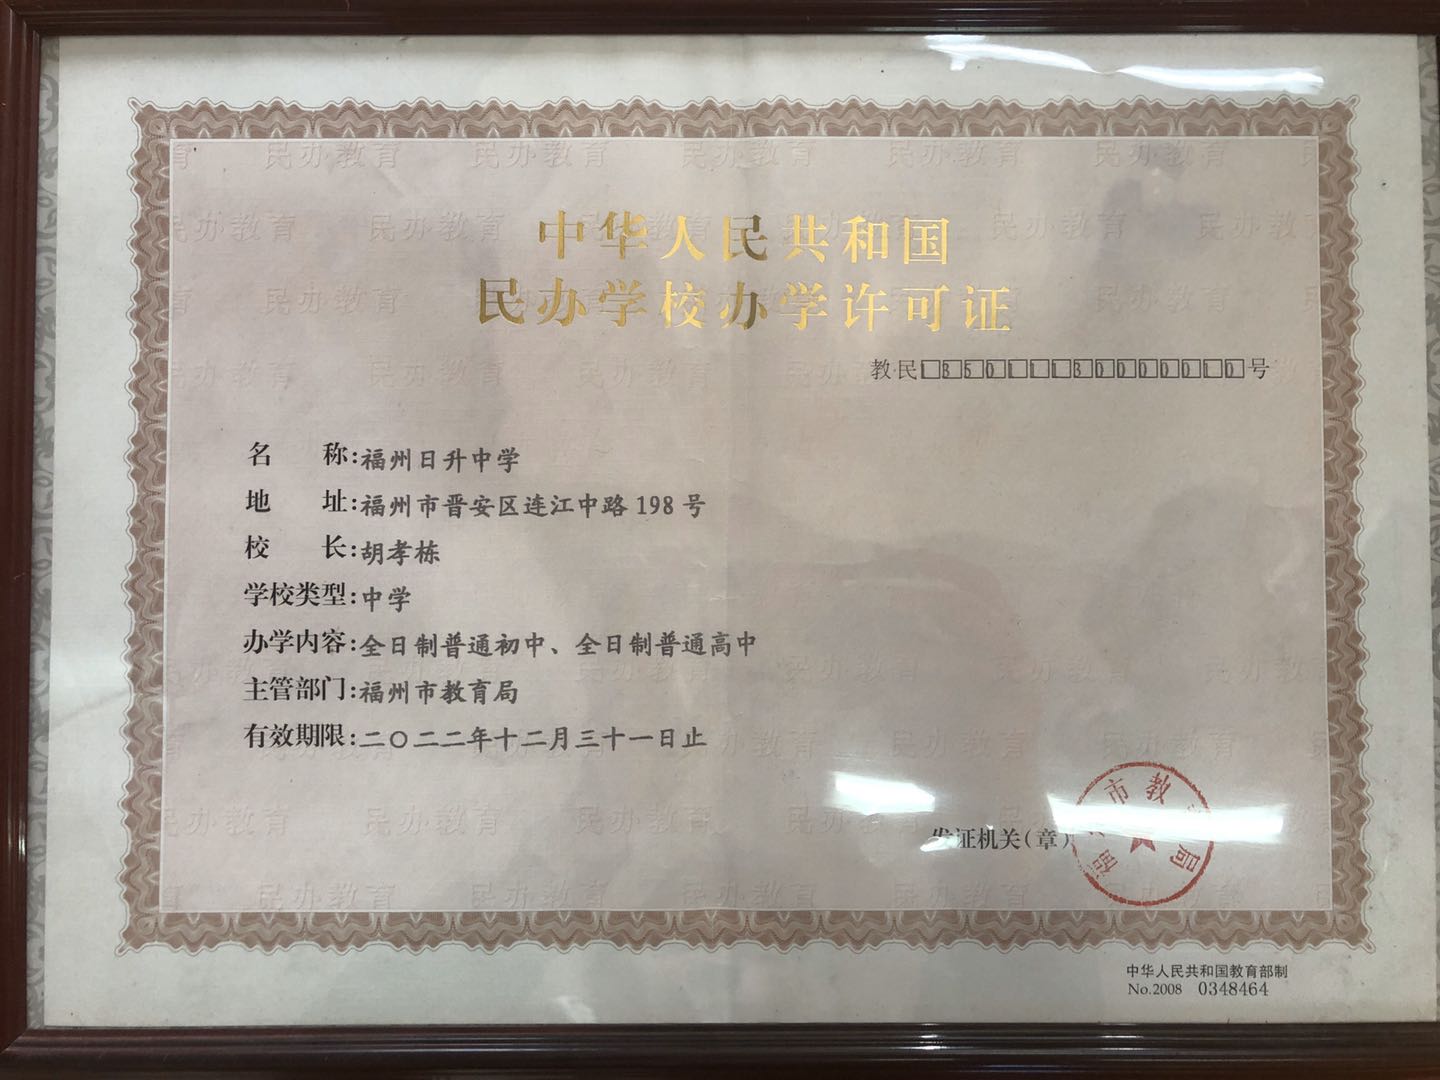 中华人民共和国
民办学校办学许可证
教民135011130000010号
名称:福州日升中学
地址:福州市晋安区连江中路198号
校长:胡孝栋
学校类型:中学
办学内容:全日制普通初中、全日制普通高中
主管部门:福州市教育局
有效期限:二〇二二年十二月三十一日止
发证机关(章)
中华人民共和国教育部制
No.2008 0348464